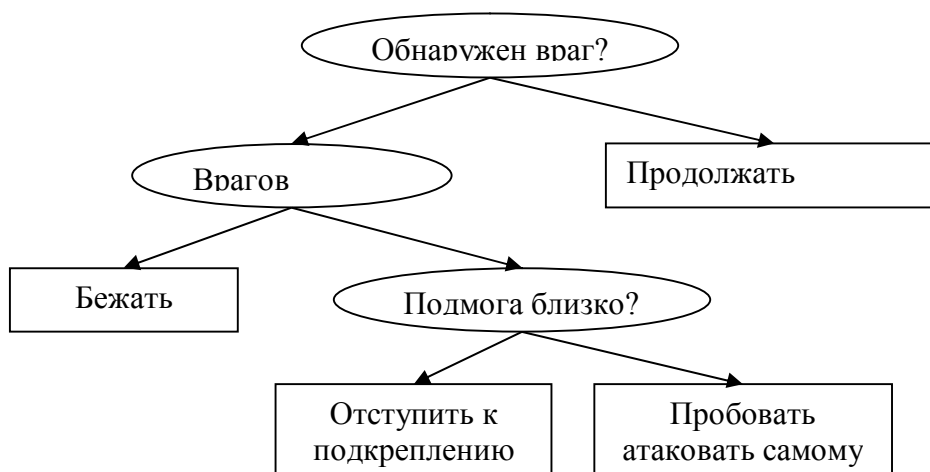 Обнаружен враг?
Врагов
Продолжать
Бежать
Подмога близко?
Отступить к
подкреплению
Пробовать
атаковать самому